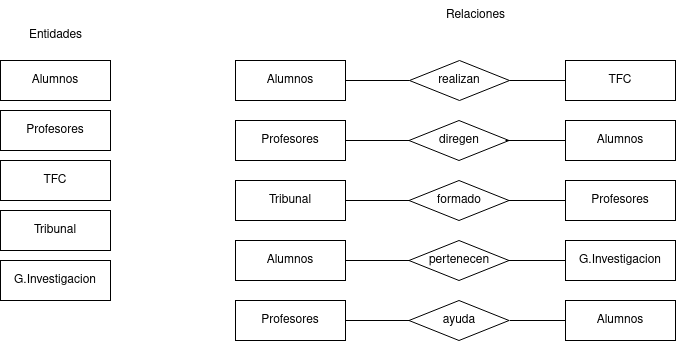 Relaciones
Entidades
Alumnos
Profesores
TFC
Tribunal
G.Investigacion
Alumnos realizan TFC
Profesores diregen Alumnos
Tribunal formado Profesores
Alumnos pertenecen G.Investigacion
Profesores ayuda Alumnos